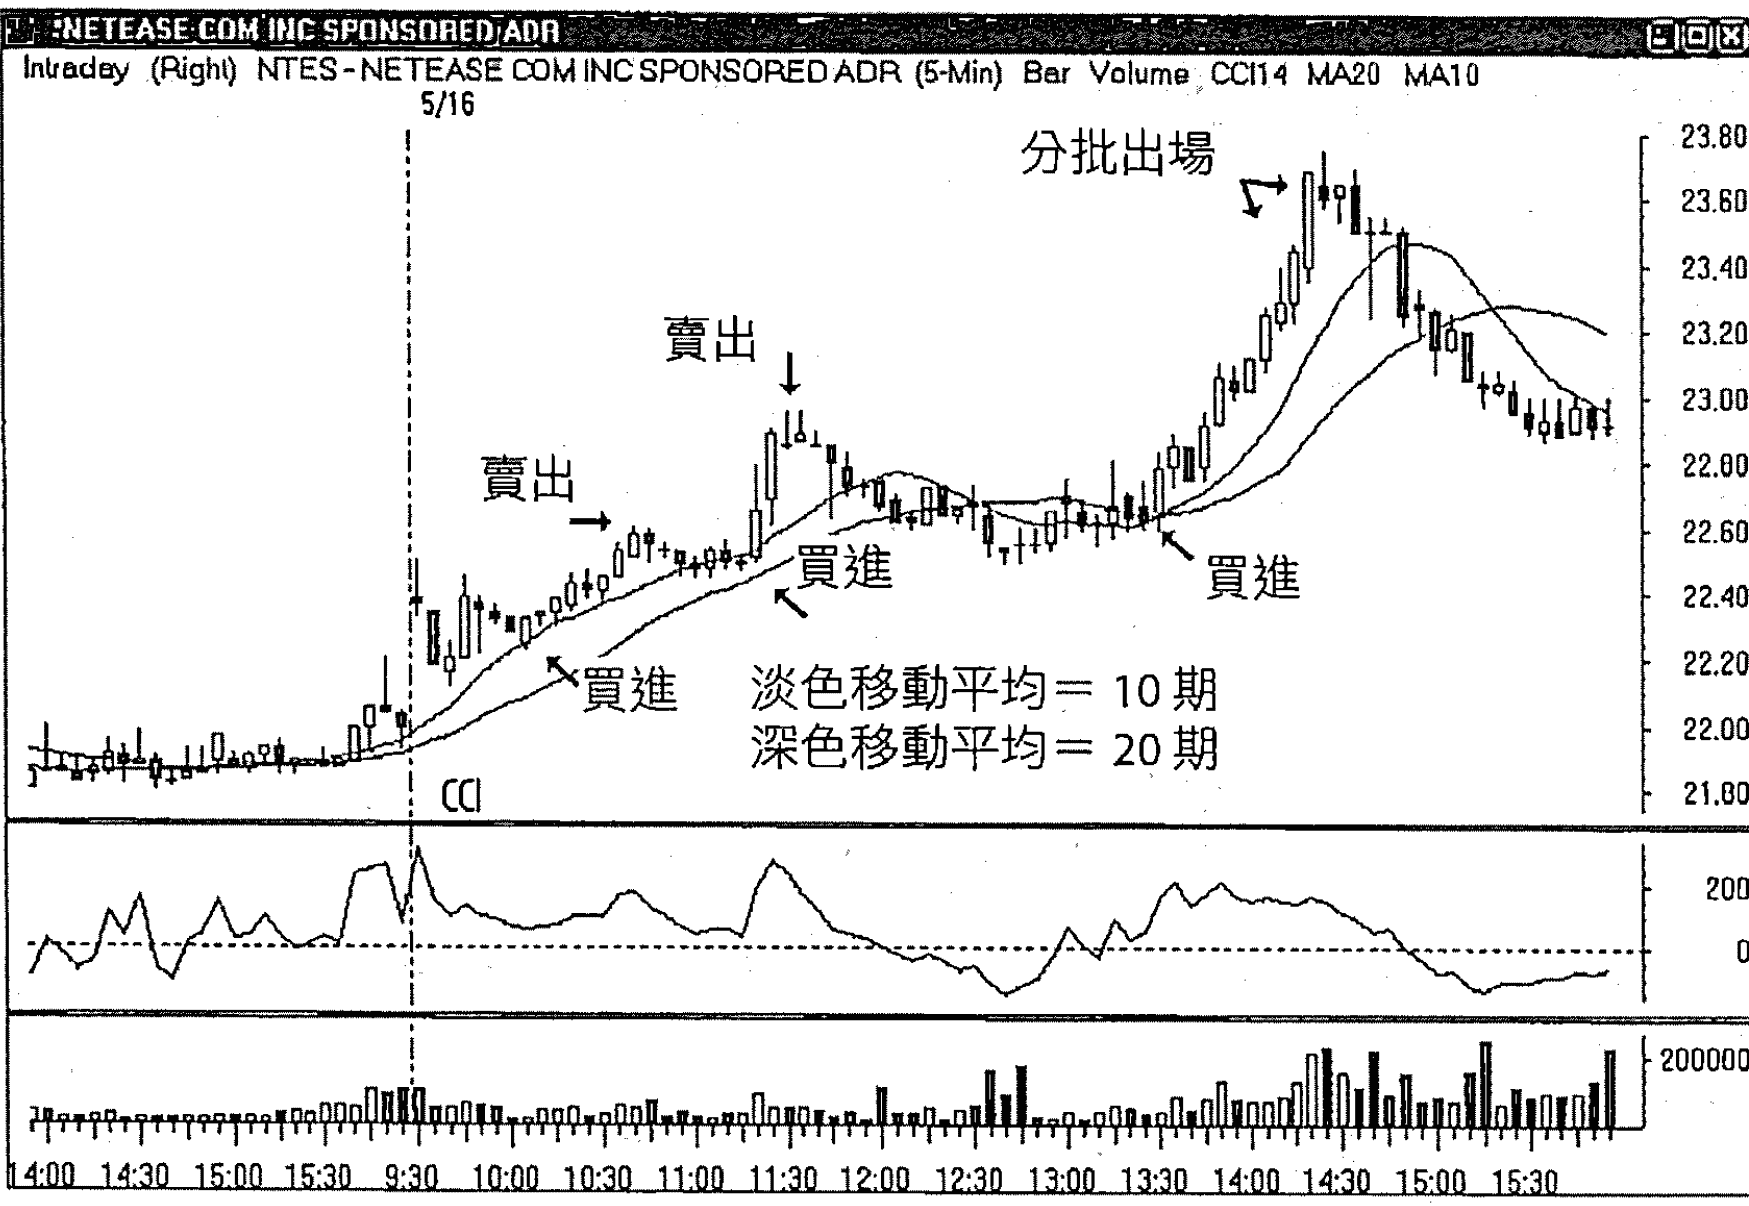 NETEASE COM INC SPONSORED ADR
Intraday (Right) NTES - NETEASE COM INC SPONSORED ADR (5-Min) Bar Volume CCI14 MA20 MA10
5/16
分批出場
賣出
賣出
買進
買進
買進
淡色移動平均＝ 10 期
深色移動平均＝ 20 期
CCI
23.80
23.60
23.40
23.20
23.00
22.80
22.60
22.40
22.20
22.00
21.80
200
0
200000
14:00 14:30 15:00 15:30 9:30 10:00 10:30 11:00 11:30 12:00 12:30 13:00 13:30 14:00 14:30 15:00 15:30